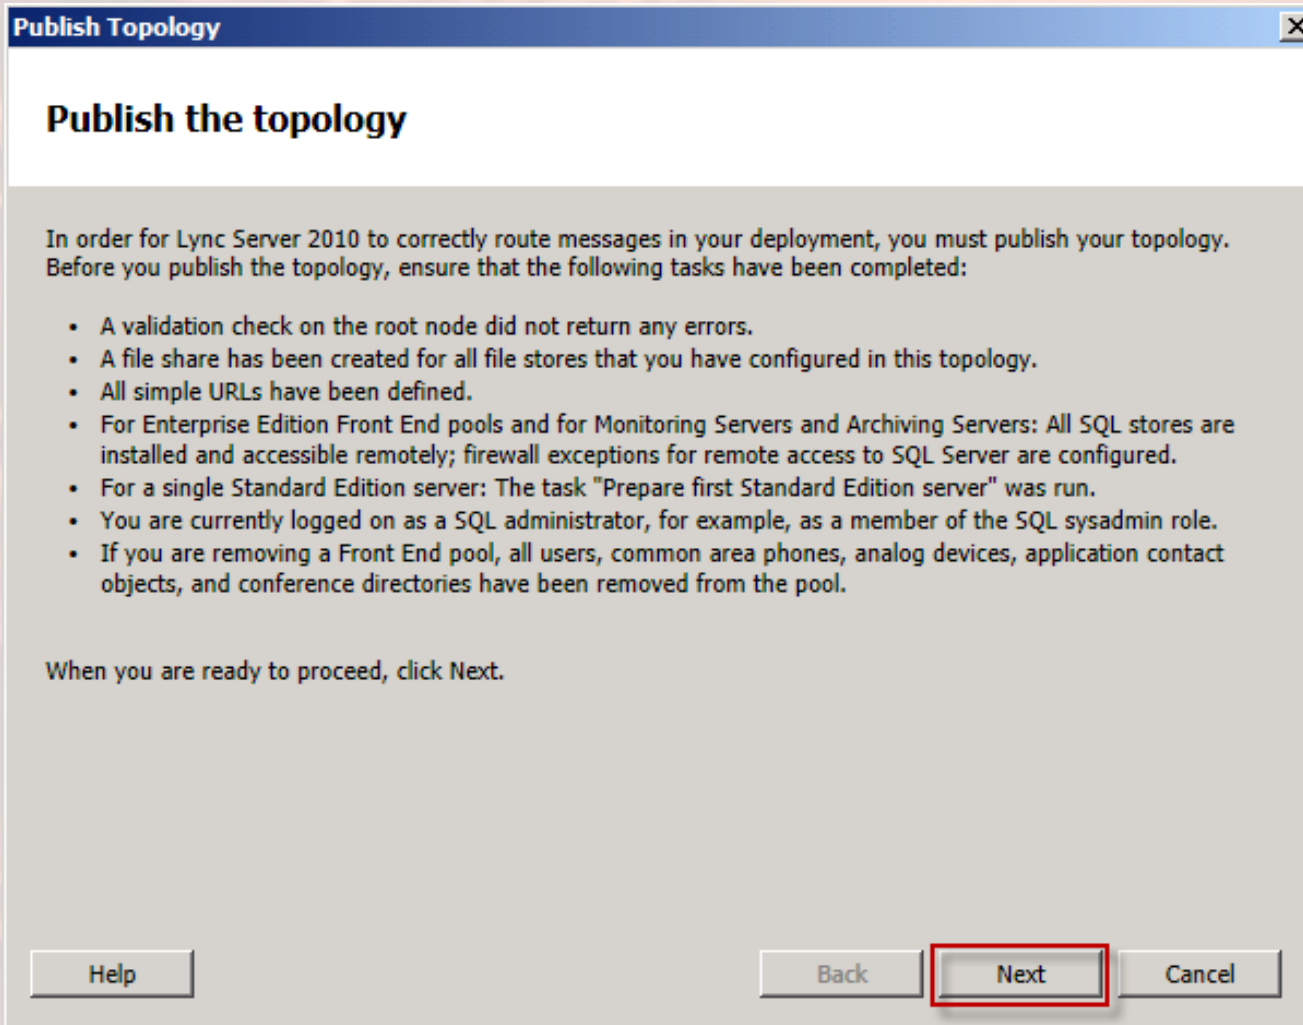 Publish Topology
Publish the topology
In order for Lync Server 2010 to correctly route messages in your deployment, you must publish your topology.
Before you publish the topology, ensure that the following tasks have been completed:
• A validation check on the root node did not return any errors.
• A file share has been created for all file stores that you have configured in this topology.
• All simple URLs have been defined.
• For Enterprise Edition Front End pools and for Monitoring Servers and Archiving Servers: All SQL stores are
installed and accessible remotely; firewall exceptions for remote access to SQL Server are configured.
• For a single Standard Edition server: The task "Prepare first Standard Edition server" was run.
• You are currently logged on as a SQL administrator, for example, as a member of the SQL sysadmin role.
• If you are removing a Front End pool, all users, common area phones, analog devices, application contact
objects, and conference directories have been removed from the pool.
When you are ready to proceed, click Next.
Help
Back
Next
Cancel